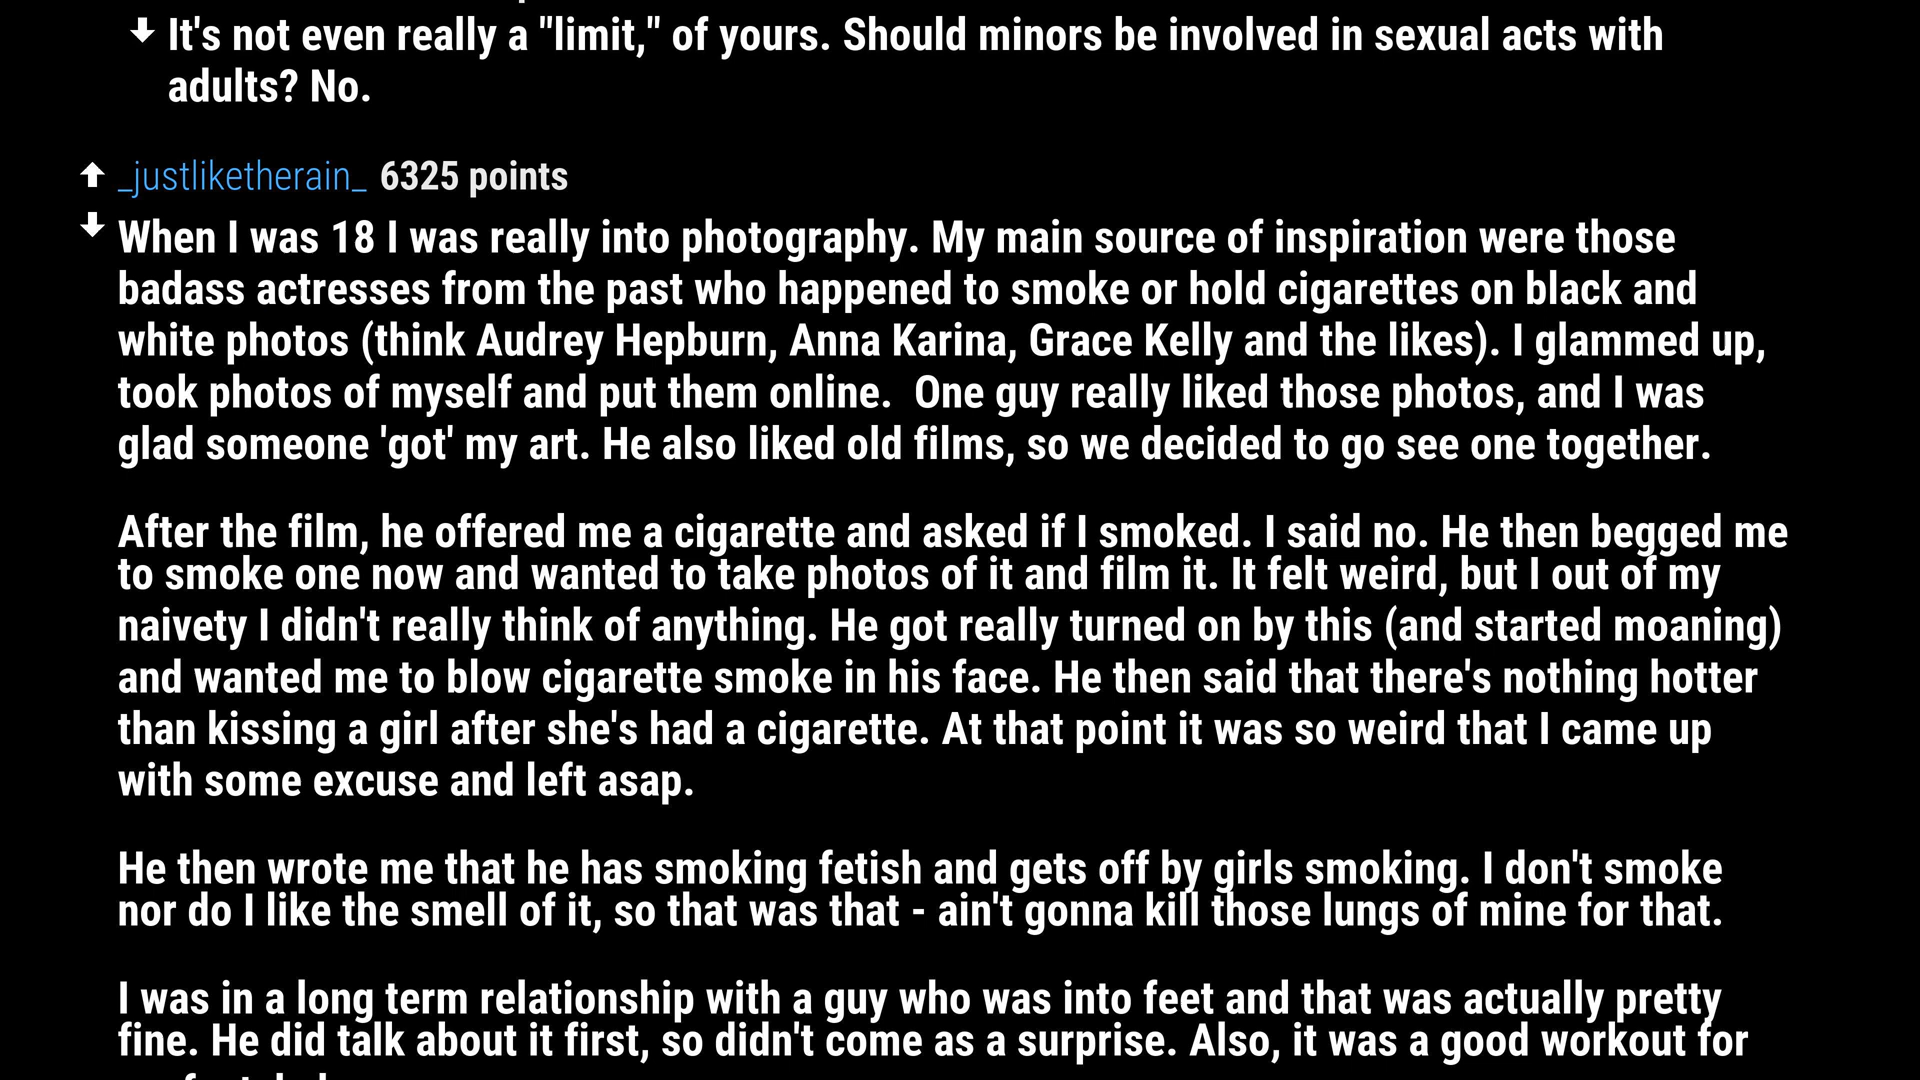 It's not even really a "limit," of yours. Should minors be involved in sexual acts with
adults? No.
_justliketherain_ 6325 points
When I was 18 I was really into photography. My main source of inspiration were those
badass actresses from the past who happened to smoke or hold cigarettes on black and
white photos (think Audrey Hepburn, Anna Karina, Grace Kelly and the likes). I glammed up,
took photos of myself and put them online.  One guy really liked those photos, and I was
glad someone 'got' my art. He also liked old films, so we decided to go see one together.
After the film, he offered me a cigarette and asked if I smoked. I said no. He then begged me
to smoke one now and wanted to take photos of it and film it. It felt weird, but I out of my
naivety I didn't really think of anything. He got really turned on by this (and started moaning)
and wanted me to blow cigarette smoke in his face. He then said that there's nothing hotter
than kissing a girl after she's had a cigarette. At that point it was so weird that I came up
with some excuse and left asap.
He then wrote me that he has smoking fetish and gets off by girls smoking. I don't smoke
nor do I like the smell of it, so that was that - ain't gonna kill those lungs of mine for that.
I was in a long term relationship with a guy who was into feet and that was actually pretty
fine. He did talk about it first, so didn't come as a surprise. Also, it was a good workout for